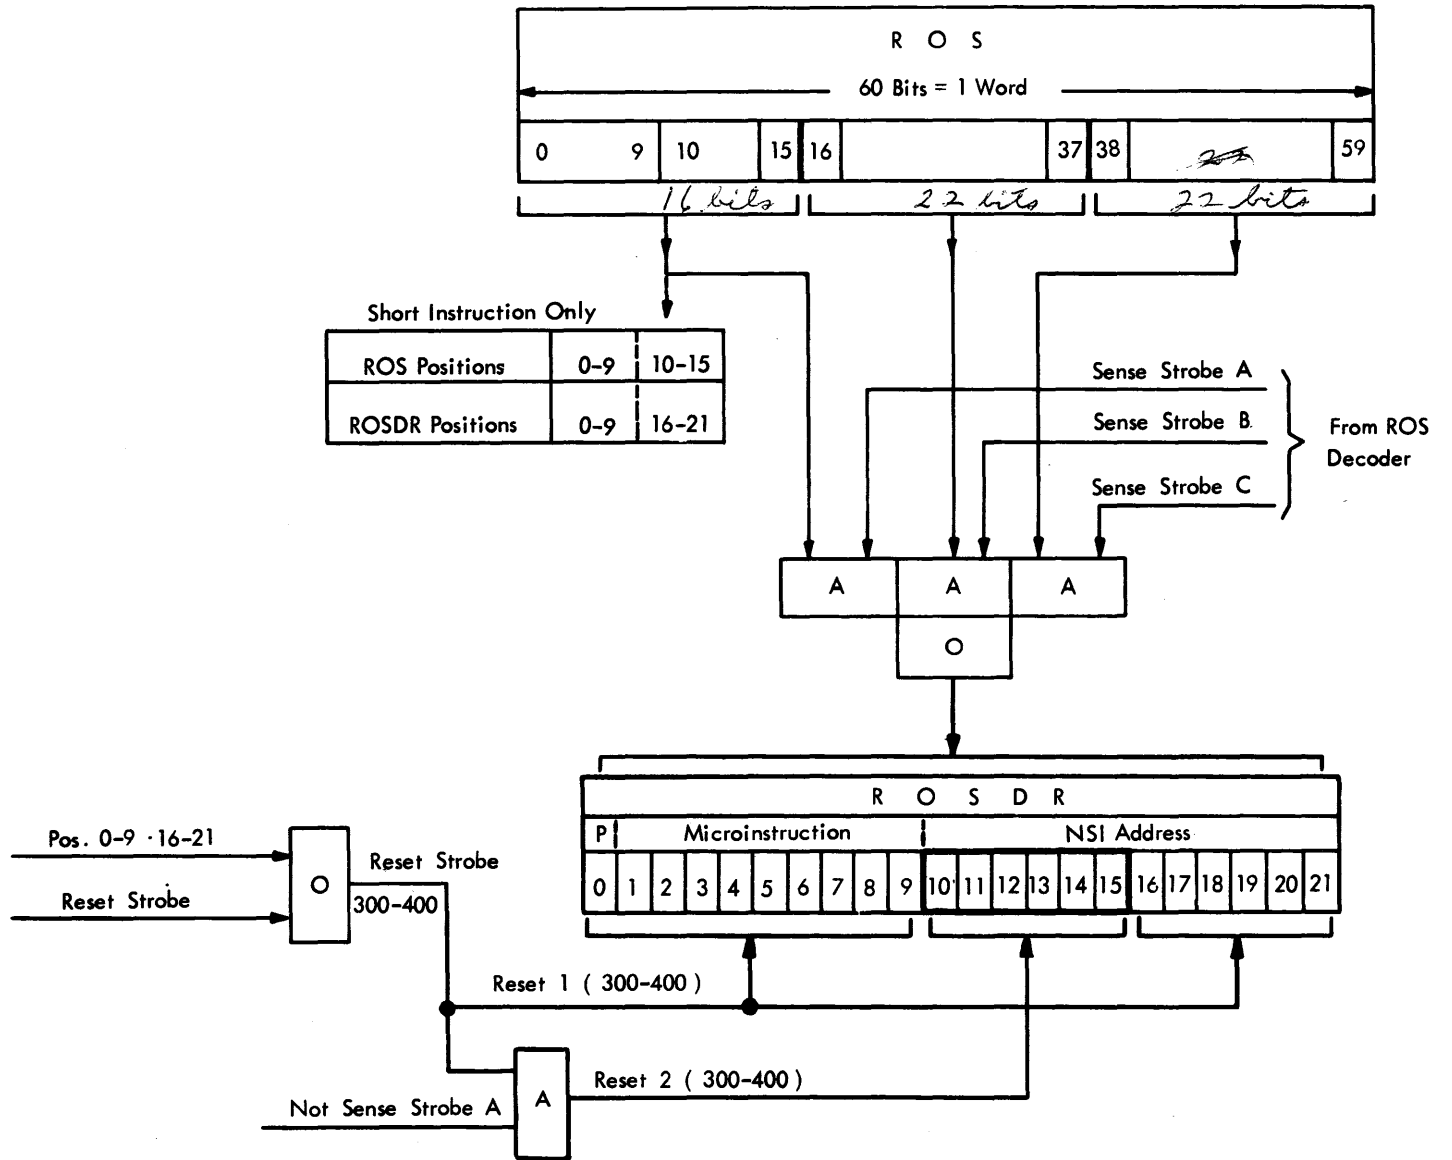 R O S
60 Bits = 1 Word
0 9 10 15 16 37 38 59
16 bits 22 bits 22 bits
Short Instruction Only
ROS Positions 0-9 10-15
ROSDR Positions 0-9 16-21
Sense Strobe A
Sense Strobe B.
Sense Strobe C
From ROS
Decoder
A A A
O
R O S D R
P Microinstruction NSI Address
0 1 2 3 4 5 6 7 8 9 10 11 12 13 14 15 16 17 18 19 20 21
Pos. 0-9 · 16-21
Reset Strobe
O
Reset Strobe
300-400
Reset 1 ( 300-400 )
Reset 2 ( 300-400 )
Not Sense Strobe A
A